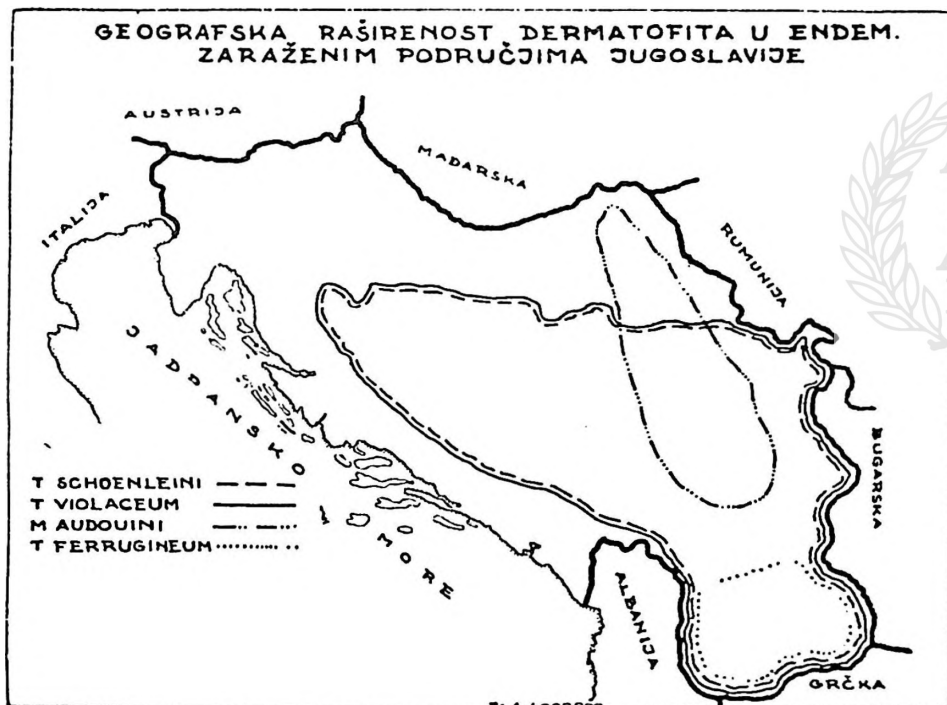 GEOGRAFSKA RAŠIRENOST DERMATOFITA U ENDEM.
ZARAŽENIM PODRUČJIMA JUGOSLAVIJE
AUSTRIJA
MAĐARSKA
ITALIJA
RUMUNIJA
JADDANSKO MORE
BUGARSKA
T SCHOENLEINI
T VIOLACEUM
M AUDOUINI
T FERRUGINEUM
ALBANIJA
GRČKA